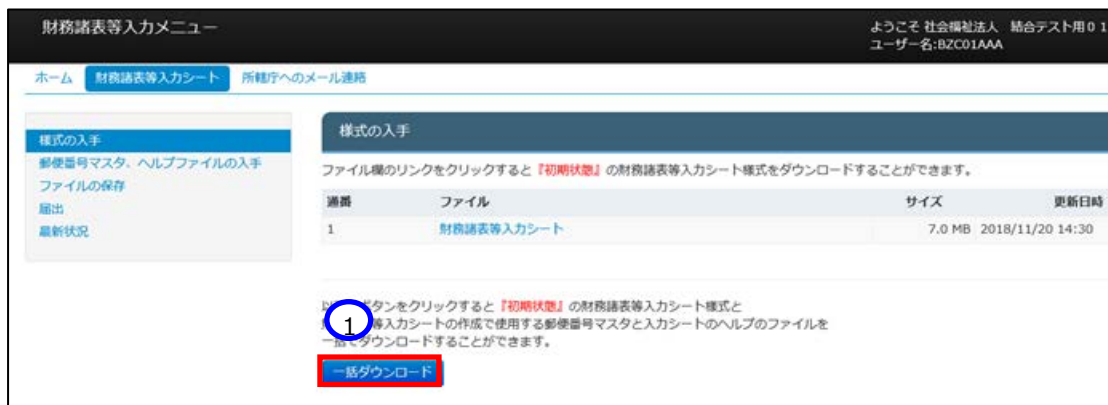 財務諸表等入力メニュー
ようこそ 社会福祉法人 結合テスト用01
ユーザー名:BZC01AAA
ホーム 財務諸表等入力シート 所轄庁へのメール連絡
様式の入手
郵便番号マスタ、ヘルプファイルの入手
ファイルの保存
届出
最新状況
様式の入手
ファイル欄のリンクをクリックすると『初期状態』の財務諸表等入力シート様式をダウンロードすることができます。
通番 ファイル サイズ 更新日時
1 財務諸表等入力シート 7.0 MB 2018/11/20 14:30
ボタンをクリックすると『初期状態』の財務諸表等入力シート様式と
1
等入力シートの作成で使用する郵便番号マスタと入力シートのヘルプのファイルを
ダウンロードすることができます。
一括ダウンロード